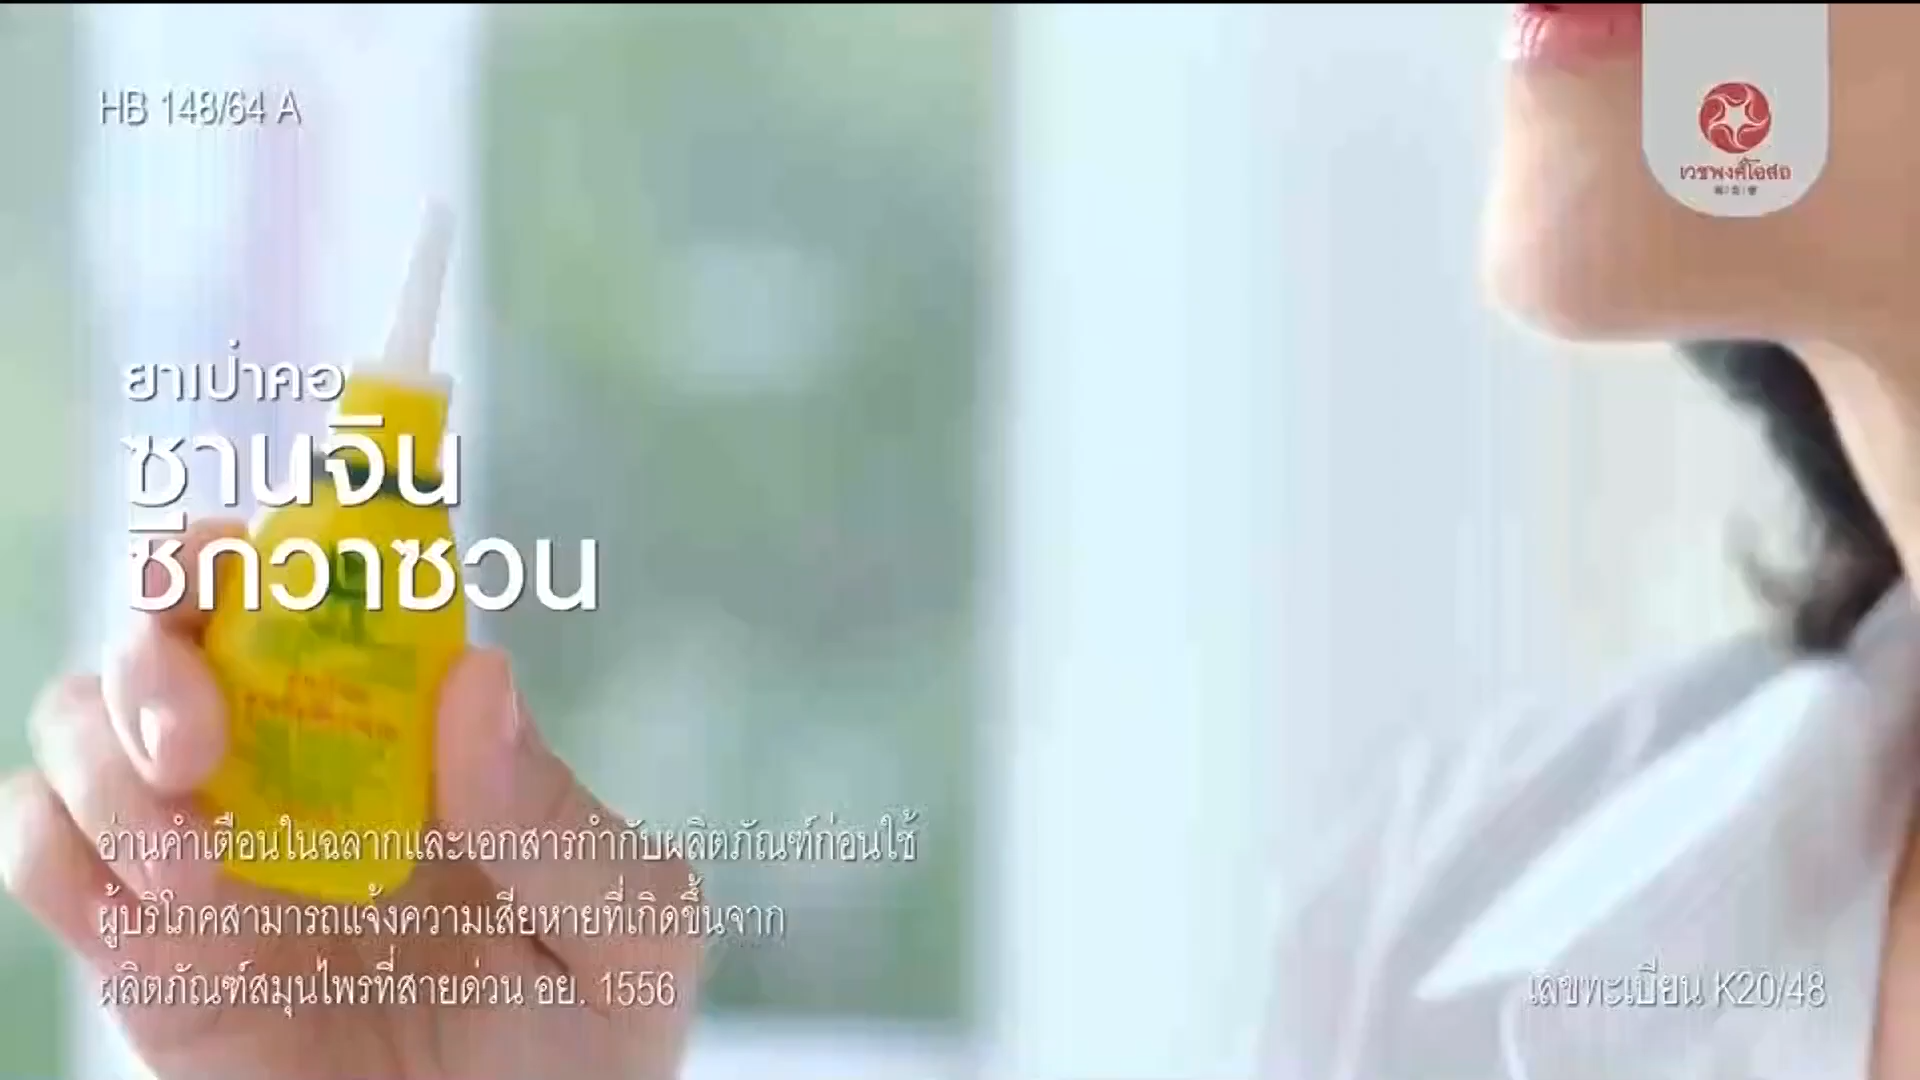 HB 148/64 A
เวชพงศ์โอสถ
ยาเป่าคอ
ซานจิน
ซีกวาซวน
อ่านคำเตือนในฉลากและเอกสารกำกับผลิตภัณฑ์ก่อนใช้
ผู้บริโภคสามารถแจ้งความเสียหายที่เกิดขึ้นจาก
ผลิตภัณฑ์สมุนไพรที่สายด่วน อย. 1556
เลขทะเบียน K20/48